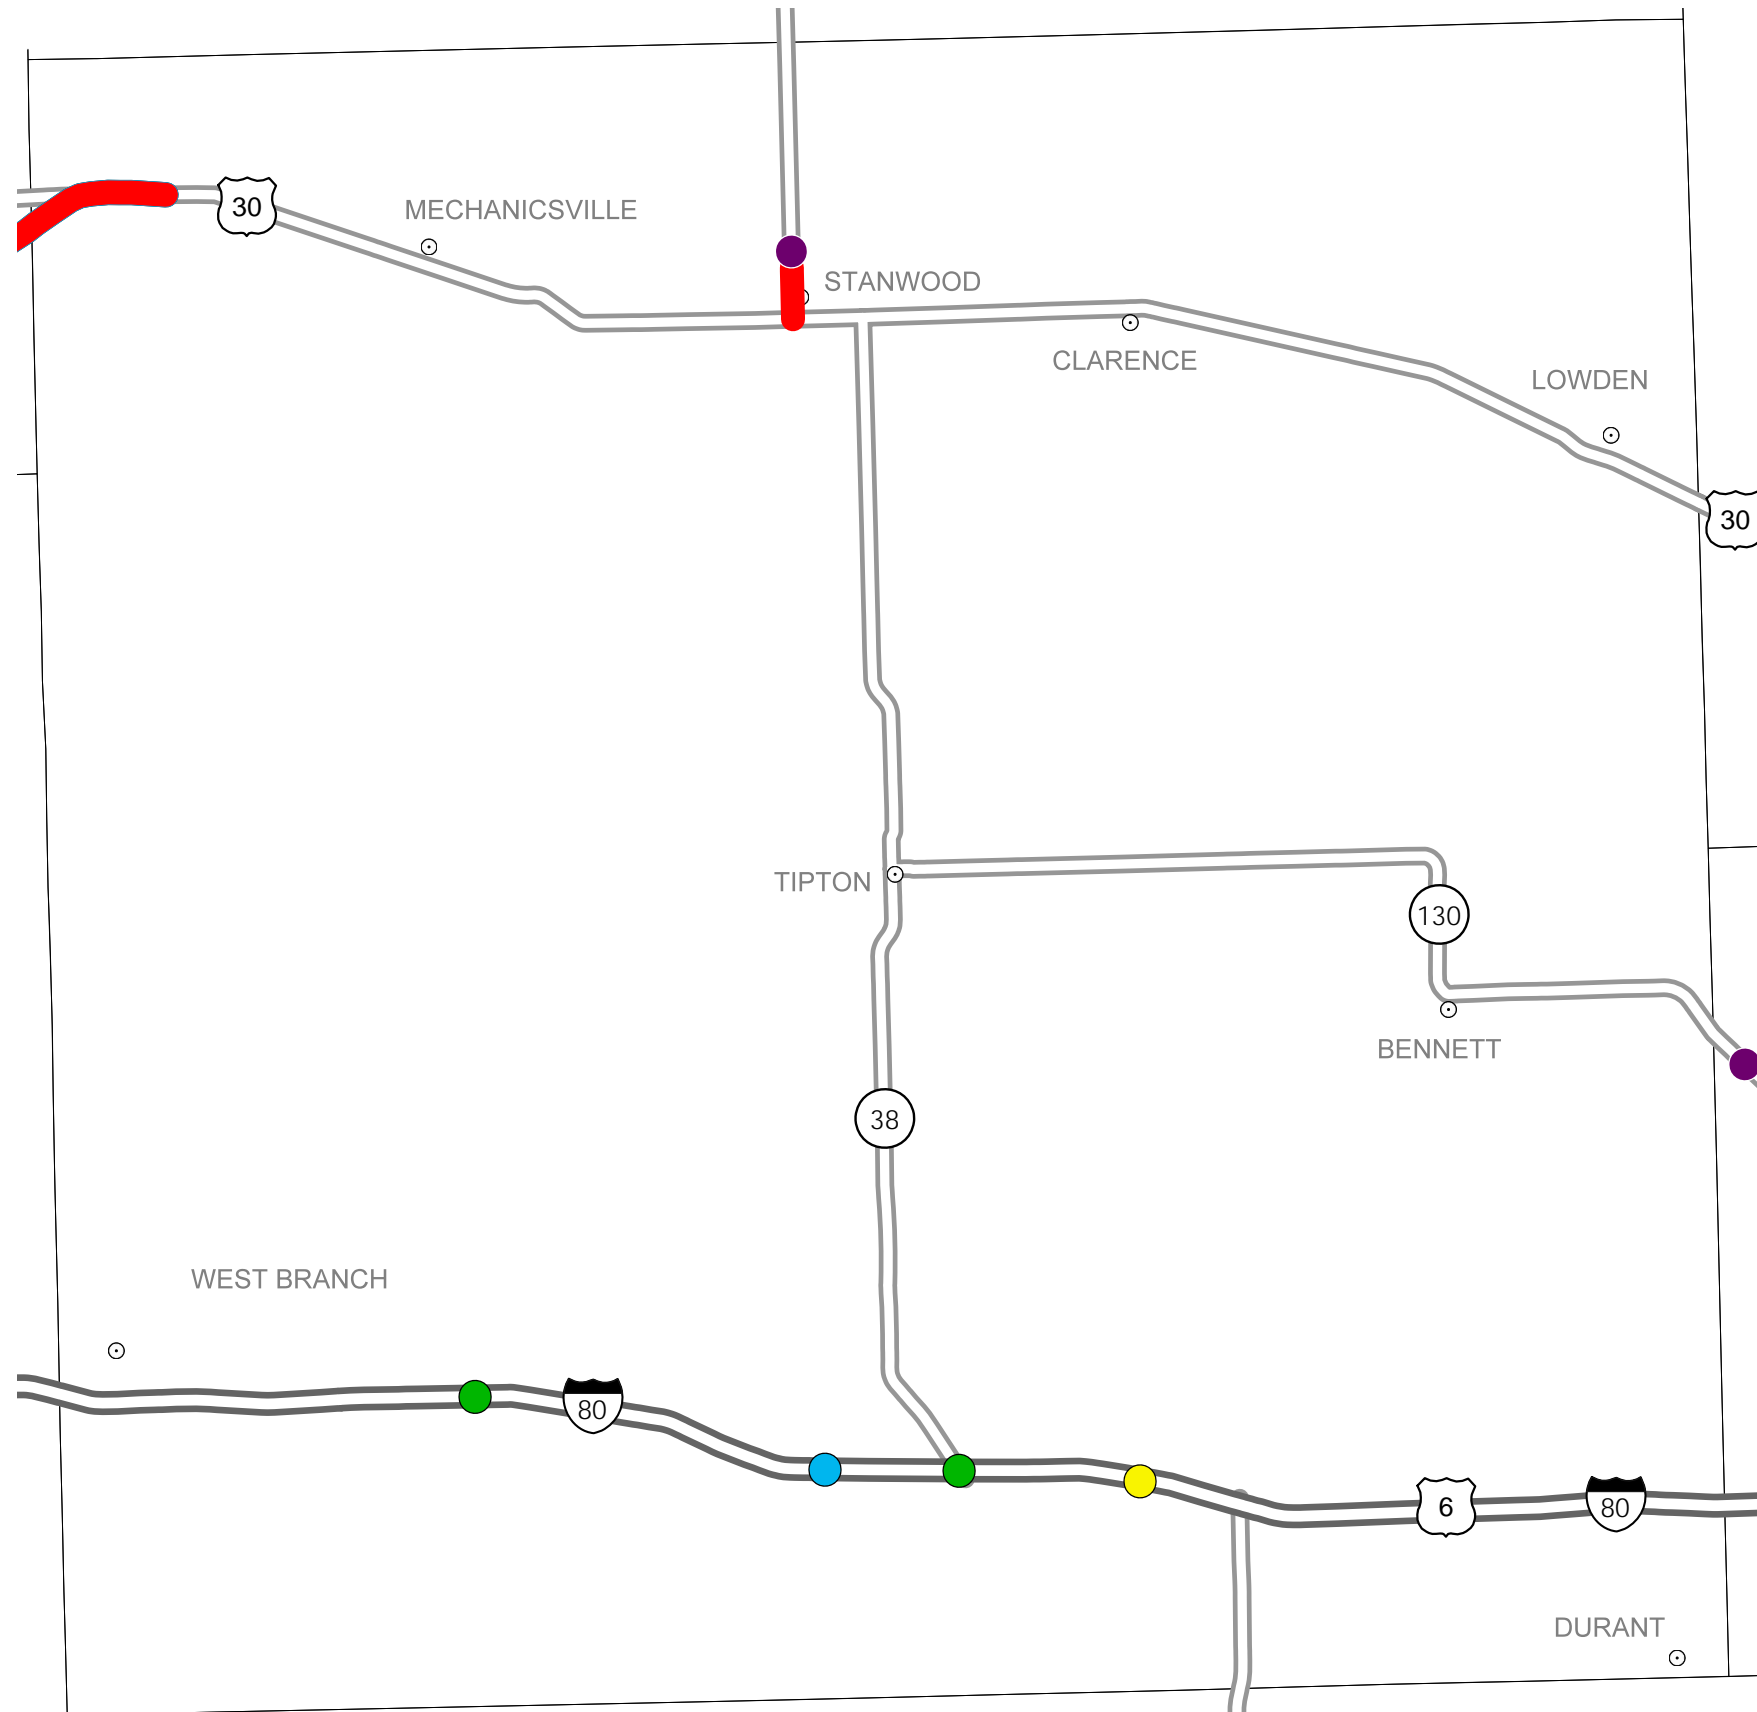 30
MECHANICSVILLE
STANWOOD
CLARENCE
LOWDEN
30
TIPTON
130
BENNETT
38
WEST BRANCH
80
6
80
DURANT